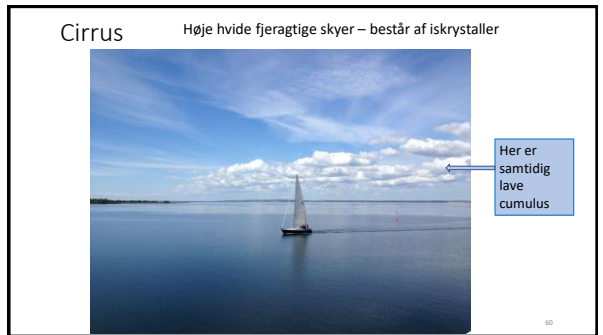 Cirrus
Høje hvide fjeragtige skyer – består af iskrystaller
Her er
samtidig
lave
cumulus
60